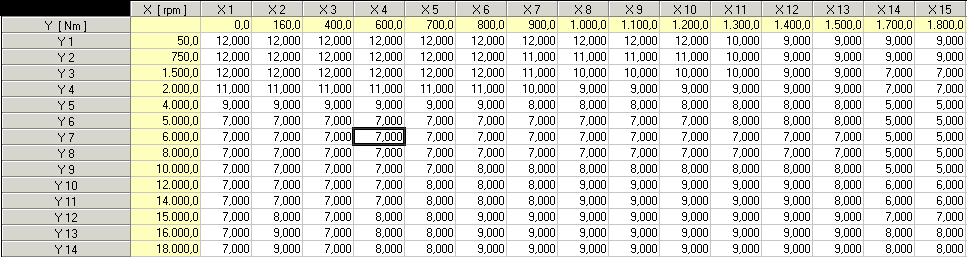 X [ rpm ] X 1 X 2 X 3 X 4 X 5 X 6 X 7 X 8 X 9 X 10 X 11 X 12 X 13 X 14 X 15
Y [ Nm ] 0,0 160,0 400,0 600,0 700,0 800,0 900,0 1.000,0 1.100,0 1.200,0 1.300,0 1.400,0 1.500,0 1.700,0 1.800,0
Y 1 50,0 12,000 12,000 12,000 12,000 12,000 12,000 12,000 12,000 12,000 12,000 10,000 9,000 9,000 9,000 9,000
Y 2 750,0 12,000 12,000 12,000 12,000 12,000 12,000 11,000 11,000 11,000 11,000 10,000 9,000 9,000 9,000 9,000
Y 3 1.500,0 12,000 12,000 12,000 12,000 12,000 12,000 11,000 10,000 10,000 10,000 10,000 9,000 9,000 7,000 7,000
Y 4 2.000,0 11,000 11,000 11,000 11,000 11,000 11,000 10,000 9,000 9,000 9,000 9,000 9,000 9,000 7,000 7,000
Y 5 4.000,0 9,000 9,000 9,000 9,000 9,000 9,000 8,000 8,000 8,000 8,000 8,000 8,000 8,000 5,000 5,000
Y 6 5.000,0 7,000 7,000 7,000 7,000 7,000 7,000 7,000 7,000 7,000 7,000 8,000 8,000 8,000 5,000 5,000
Y 7 6.000,0 7,000 7,000 7,000 7,000 7,000 7,000 7,000 7,000 7,000 7,000 7,000 7,000 7,000 5,000 5,000
Y 8 8.000,0 7,000 7,000 7,000 7,000 7,000 7,000 7,000 7,000 7,000 7,000 7,000 7,000 7,000 5,000 5,000
Y 9 10.000,0 7,000 7,000 7,000 7,000 7,000 8,000 8,000 8,000 8,000 8,000 8,000 8,000 7,000 5,000 5,000
Y 10 12.000,0 7,000 7,000 7,000 7,000 8,000 8,000 8,000 9,000 9,000 9,000 9,000 9,000 8,000 6,000 6,000
Y 11 14.000,0 7,000 7,000 7,000 8,000 8,000 8,000 8,000 9,000 9,000 9,000 9,000 9,000 8,000 6,000 6,000
Y 12 15.000,0 7,000 8,000 7,000 8,000 8,000 9,000 9,000 9,000 9,000 9,000 9,000 9,000 9,000 7,000 7,000
Y 13 16.000,0 7,000 9,000 7,000 8,000 8,000 9,000 9,000 9,000 9,000 9,000 9,000 9,000 9,000 8,000 8,000
Y 14 18.000,0 7,000 9,000 7,000 8,000 8,000 9,000 9,000 9,000 9,000 9,000 9,000 9,000 9,000 8,000 8,000